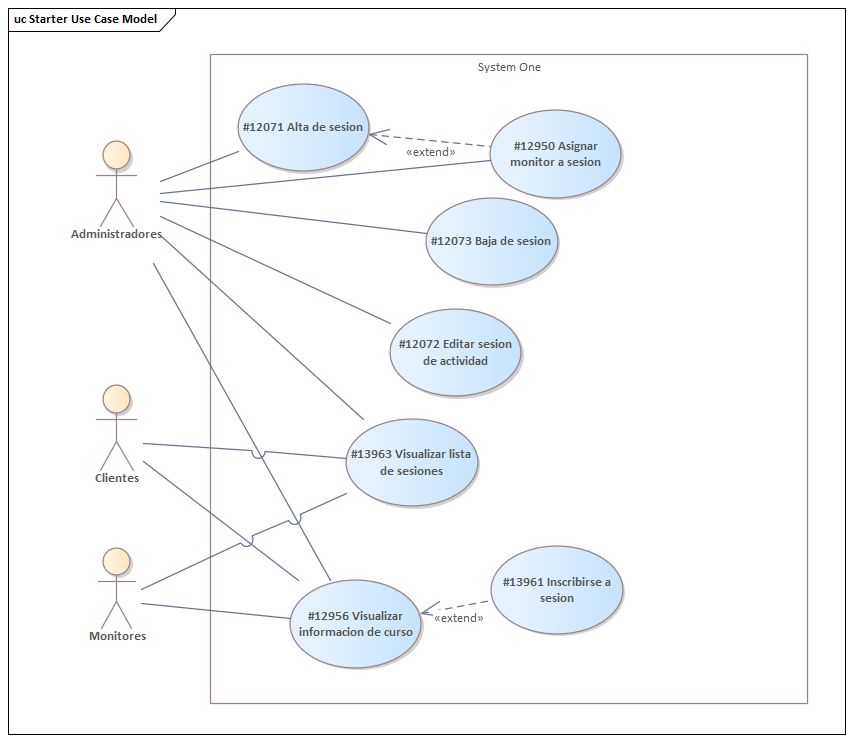 uc Starter Use Case Model
System One
#12071 Alta de sesion
#12950 Asignar
monitor a sesion
«extend»
Administradores
#12073 Baja de sesion
#12072 Editar sesion
de actividad
#13963 Visualizar lista
de sesiones
Clientes
#13961 Inscribirse a
sesion
«extend»
#12956 Visualizar
informacion de curso
Monitores